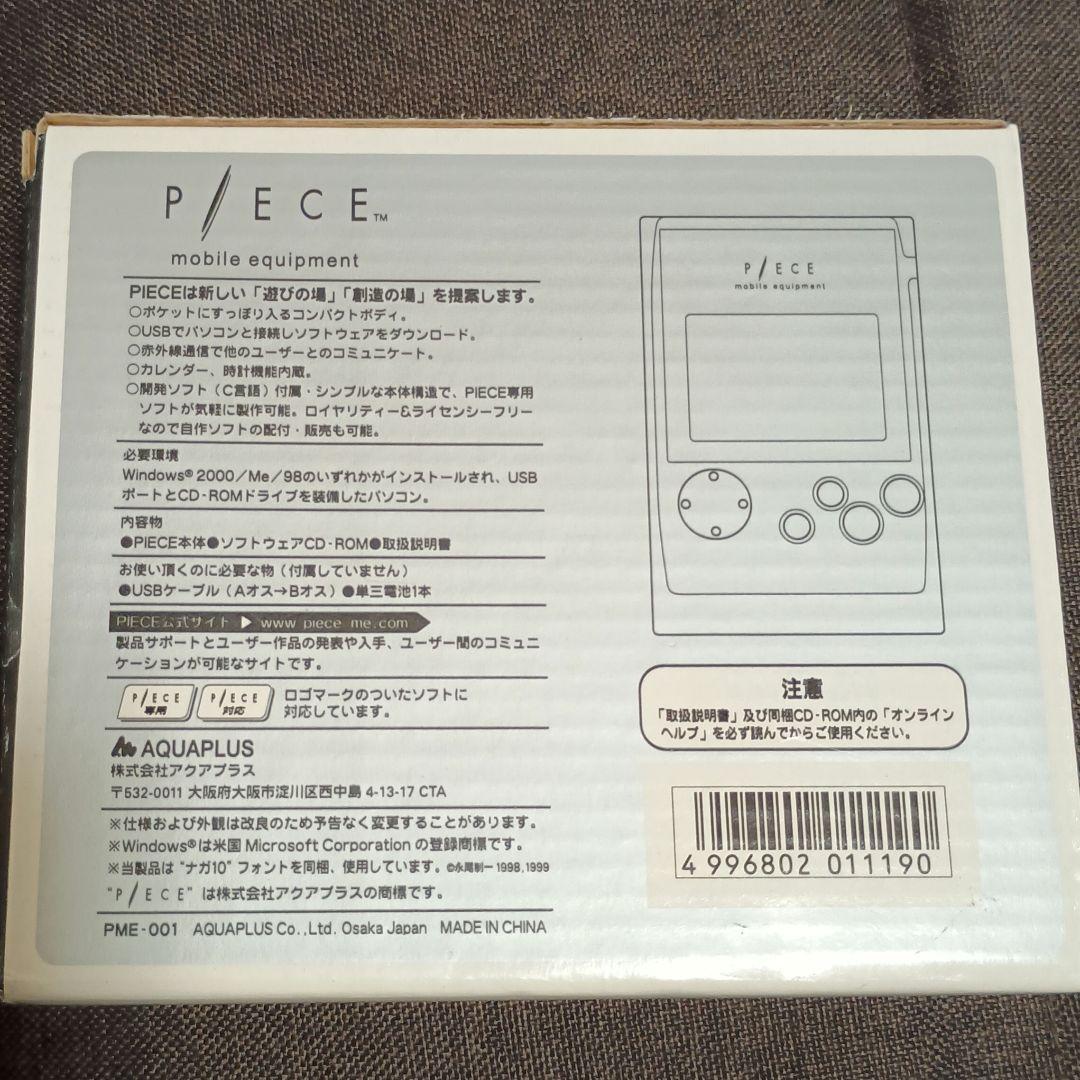 P/ECE™
mobile equipment
PIECEは新しい「遊びの場」「創造の場」を提案します。
○ポケットにすっぽり入るコンパクトボディ。
○USBでパソコンと接続しソフトウェアをダウンロード。
○赤外線通信で他のユーザーとのコミュニケート。
○カレンダー、時計機能内蔵。
○開発ソフト（C言語）付属・シンプルな本体構造で、PIECE専用
ソフトが気軽に製作可能。ロイヤリティー&ライセンシーフリー
なので自作ソフトの配付・販売も可能。
必要環境
Windows® 2000／Me／98のいずれかがインストールされ、USB
ポートとCD-ROMドライブを装備したパソコン。
内容物
●PIECE本体●ソフトウェアCD-ROM●取扱説明書
お使い頂くのに必要な物（付属していません）
●USBケーブル（Aオス→Bオス）●単三電池1本
PIECE公式サイト ▶ www piece me.com
製品サポートとユーザー作品の発表や入手、ユーザー間のコミュニ
ケーションが可能なサイトです。
P/ECE 専用 P/ECE 対応 ロゴマークのついたソフトに
対応しています。
AQUAPLUS
株式会社アクアプラス
〒532-0011 大阪府大阪市淀川区西中島 4-13-17 CTA
※仕様および外観は改良のため予告なく変更することがあります。
※Windows®は米国 Microsoft Corporation の登録商標です。
※当製品は "ナガ10" フォントを同梱、使用しています。©永尾制一 1998,1999
"P/ECE" は株式会社アクアプラスの商標です。
PME-001 AQUAPLUS Co.,Ltd. Osaka Japan MADE IN CHINA
P/ECE
mobile equipment
注意
「取扱説明書」及び同梱CD-ROM内の「オンライン
ヘルプ」を必ず読んでからご使用ください。
4 996802 011190